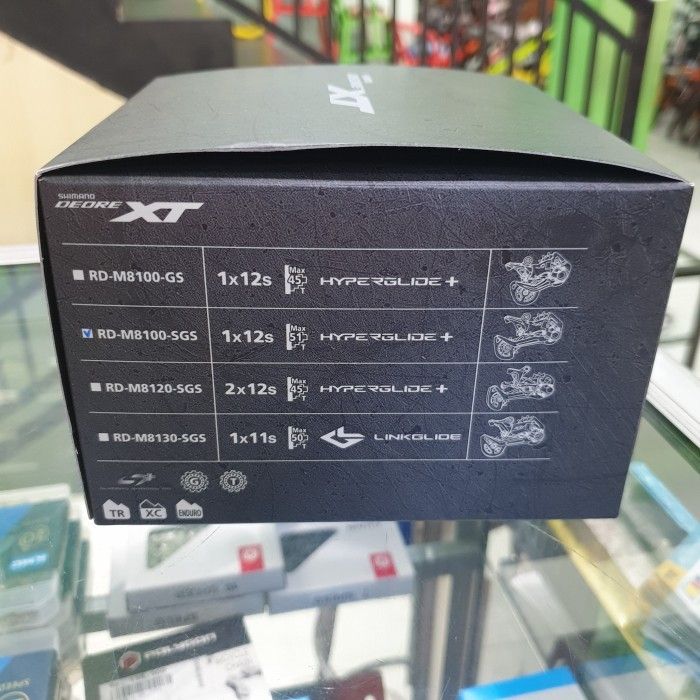 XT
SHIMANO
DEORE XT
RD-M8100-GS 1x12s Max 45 T HYPERGLIDE+
RD-M8100-SGS 1x12s Max 51 T HYPERGLIDE+
RD-M8120-SGS 2x12s Max 45 T HYPERGLIDE+
RD-M8130-SGS 1x11s Max 50 T LINKGLIDE
G T
TR XC ENDURO